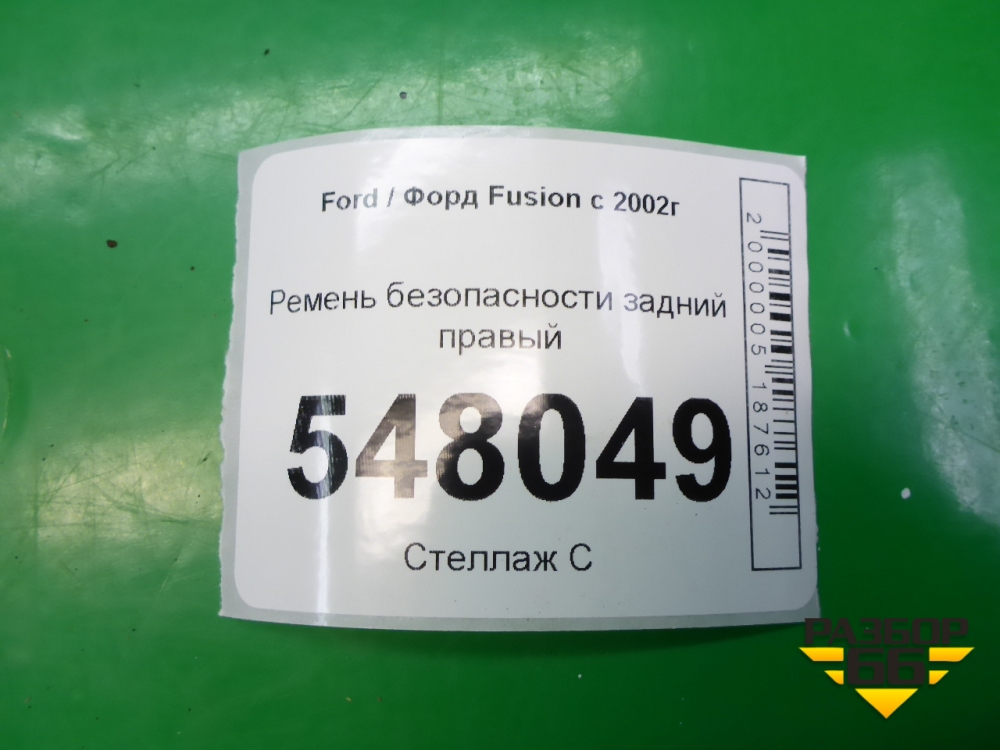 Ford / Форд Fusion с 2002г
Ремень безопасности задний
правый
548049
Стеллаж С
2000005187612
РАЗБОР
66